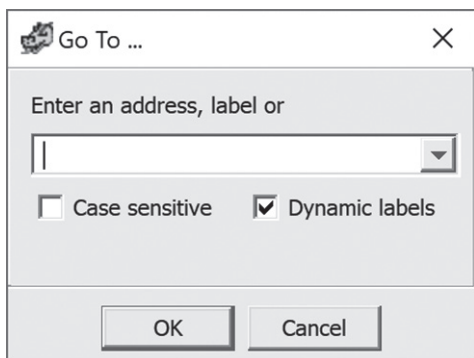 Go To ...
Enter an address, label or
Case sensitive Dynamic labels
OK Cancel